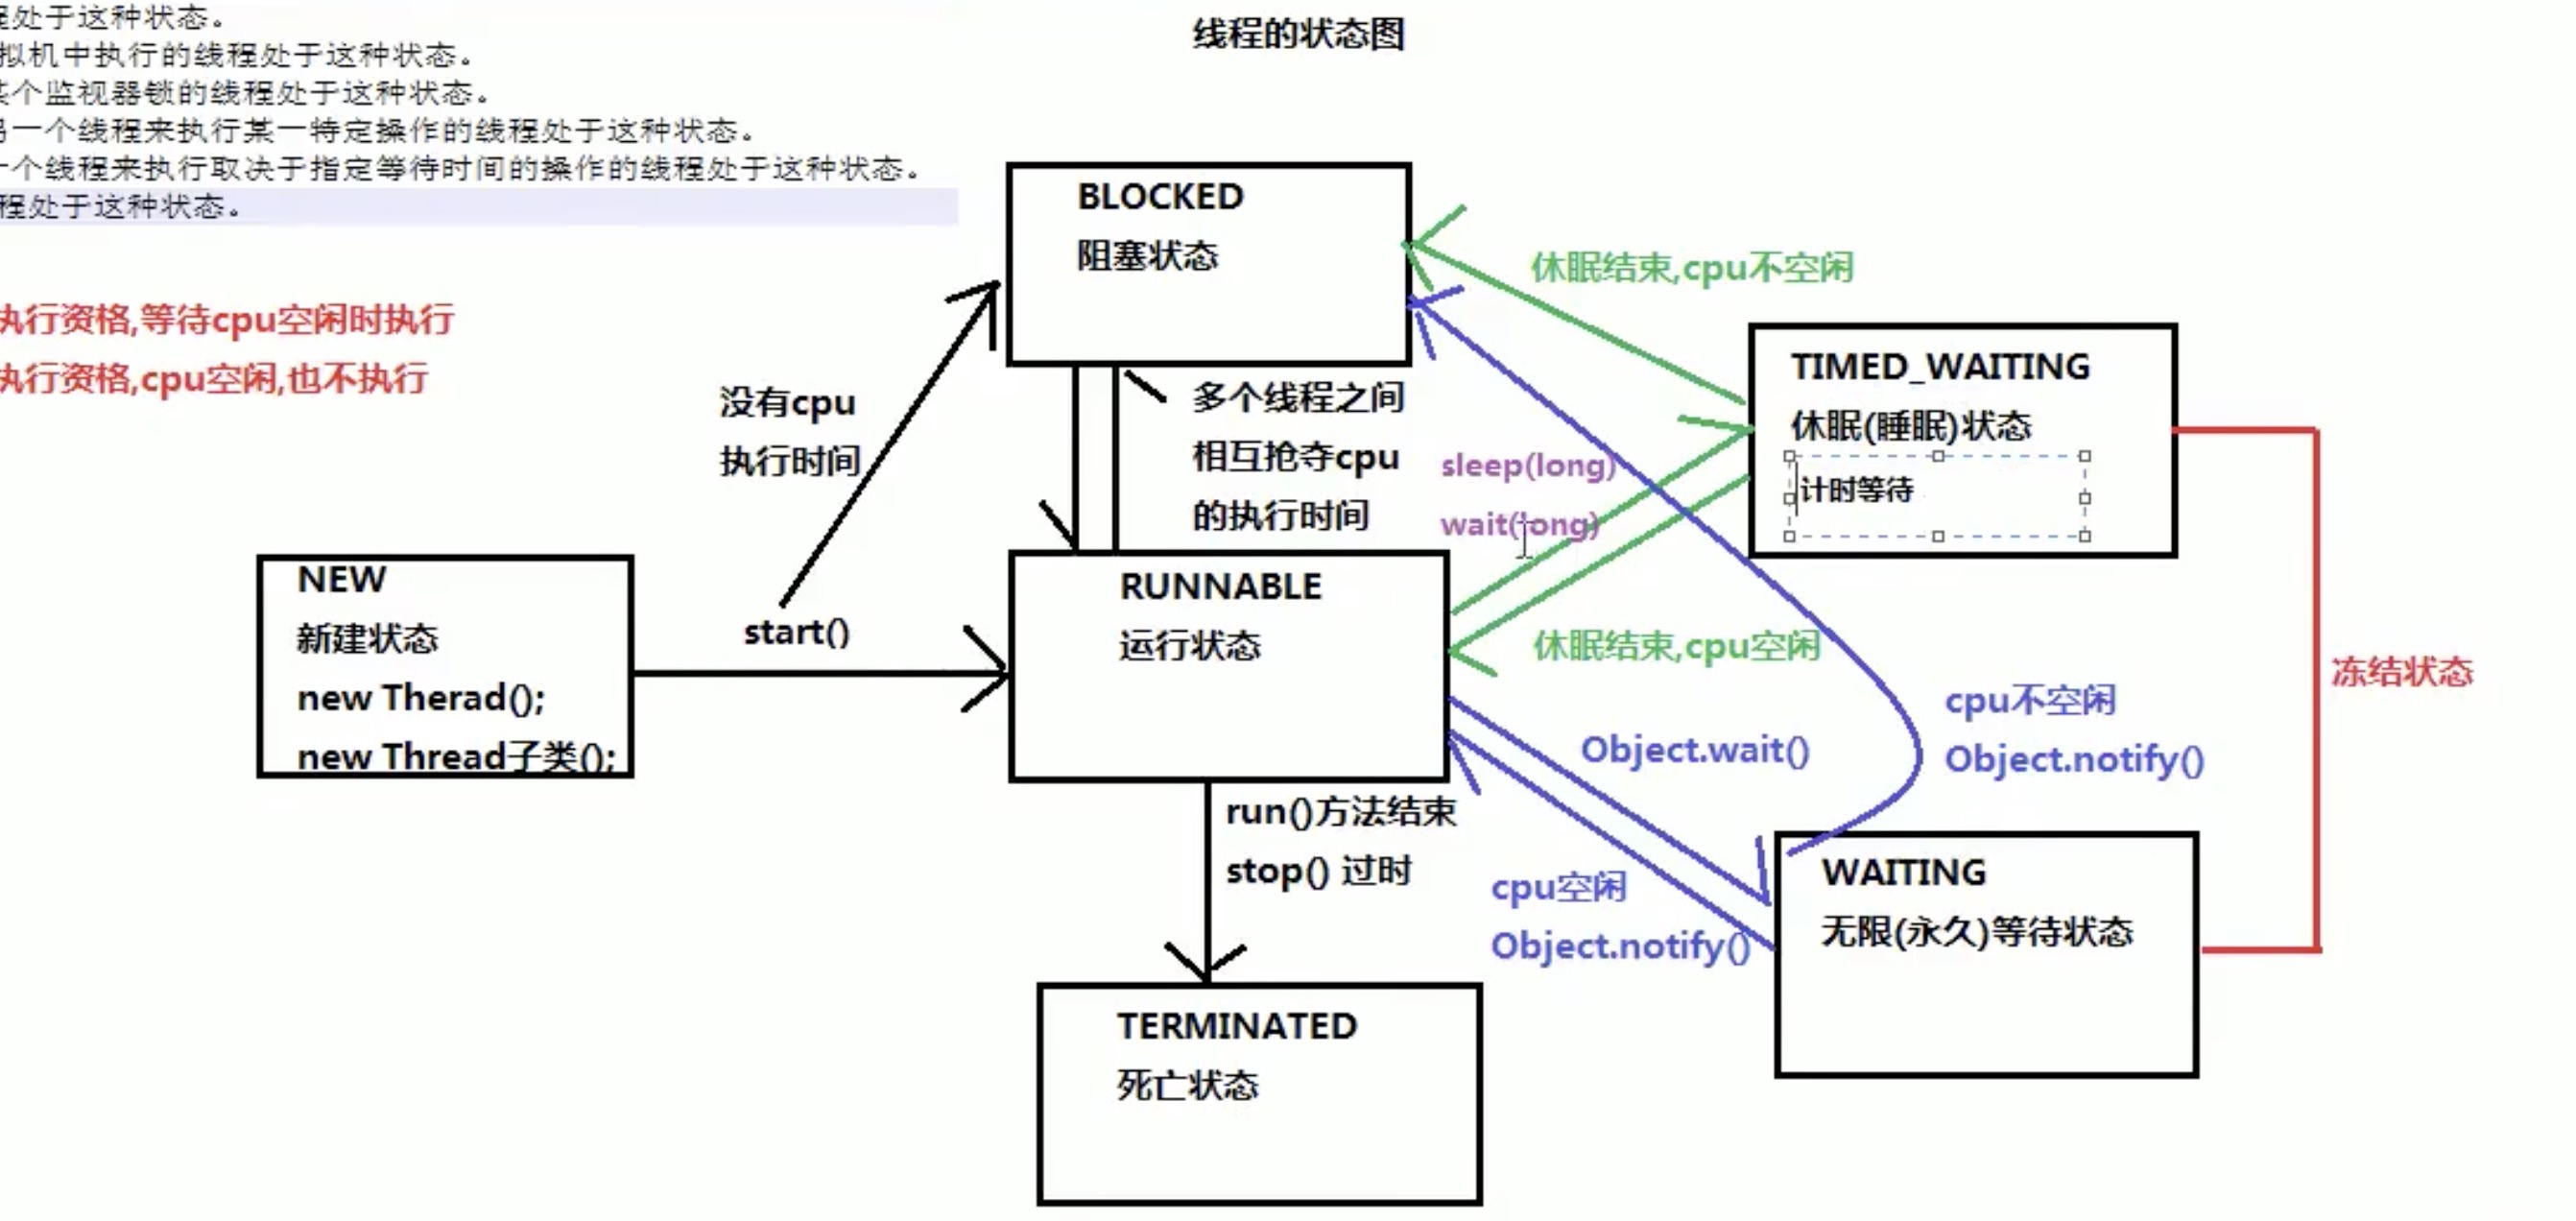 线程的状态图
程处于这种状态。
拟机中执行的线程处于这种状态。
某个监视器锁的线程处于这种状态。
另一个线程来执行某一特定操作的线程处于这种状态。
一个线程来执行取决于指定等待时间的操作的线程处于这种状态。
程处于这种状态。
执行资格,等待cpu空闲时执行
执行资格,cpu空闲,也不执行
BLOCKED
阻塞状态
休眠结束,cpu不空闲
没有cpu
执行时间
多个线程之间
相互抢夺cpu
的执行时间
sleep(long)
wait(long)
TIMED_WAITING
休眠(睡眠)状态
计时等待
NEW
新建状态
new Therad();
new Thread子类();
start()
RUNNABLE
运行状态
休眠结束,cpu空闲
冻结状态
Object.wait()
cpu不空闲
Object.notify()
run()方法结束
stop() 过时
cpu空闲
Object.notify()
WAITING
无限(永久)等待状态
TERMINATED
死亡状态